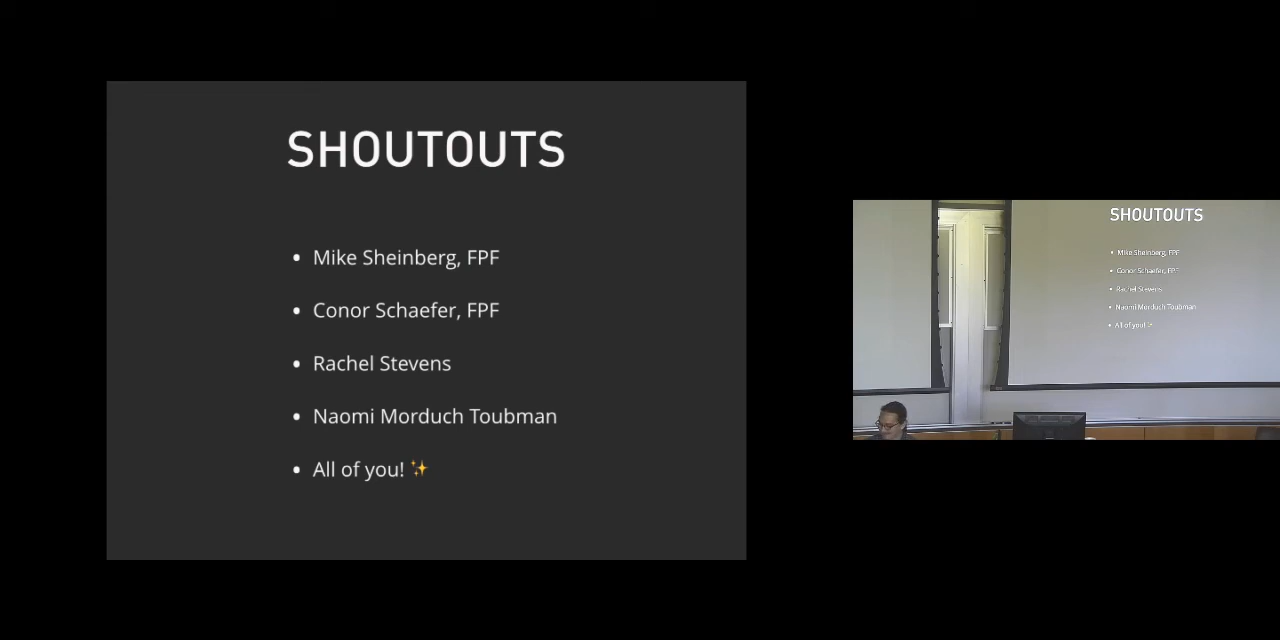 SHOUTOUTS
• Mike Sheinberg, FPF
• Conor Schaefer, FPF
• Rachel Stevens
• Naomi Morduch Toubman
• All of you! ✨
SHOUTOUTS
• Mike Sheinberg, FPF
• Conor Schaefer, FPF
• Rachel Stevens
• Naomi Morduch Toubman
• All of you! ✨